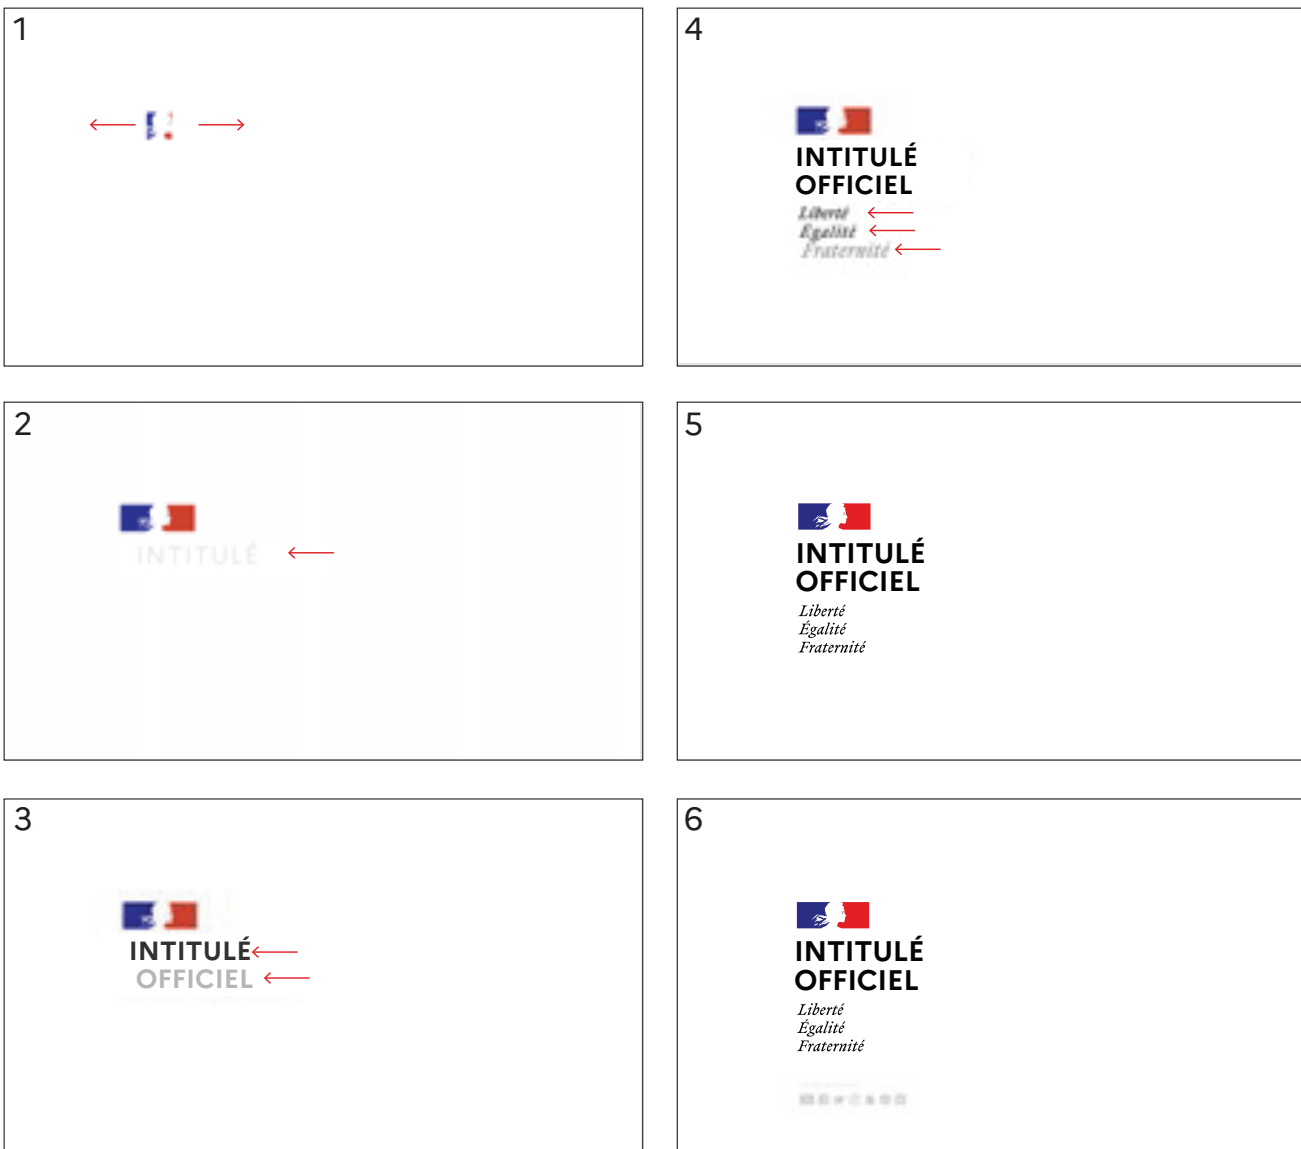 1
2
INTITULÉ
3
INTITULÉ
OFFICIEL
4
INTITULÉ
OFFICIEL
Liberté
Égalité
Fraternité
5
INTITULÉ
OFFICIEL
Liberté
Égalité
Fraternité
6
INTITULÉ
OFFICIEL
Liberté
Égalité
Fraternité